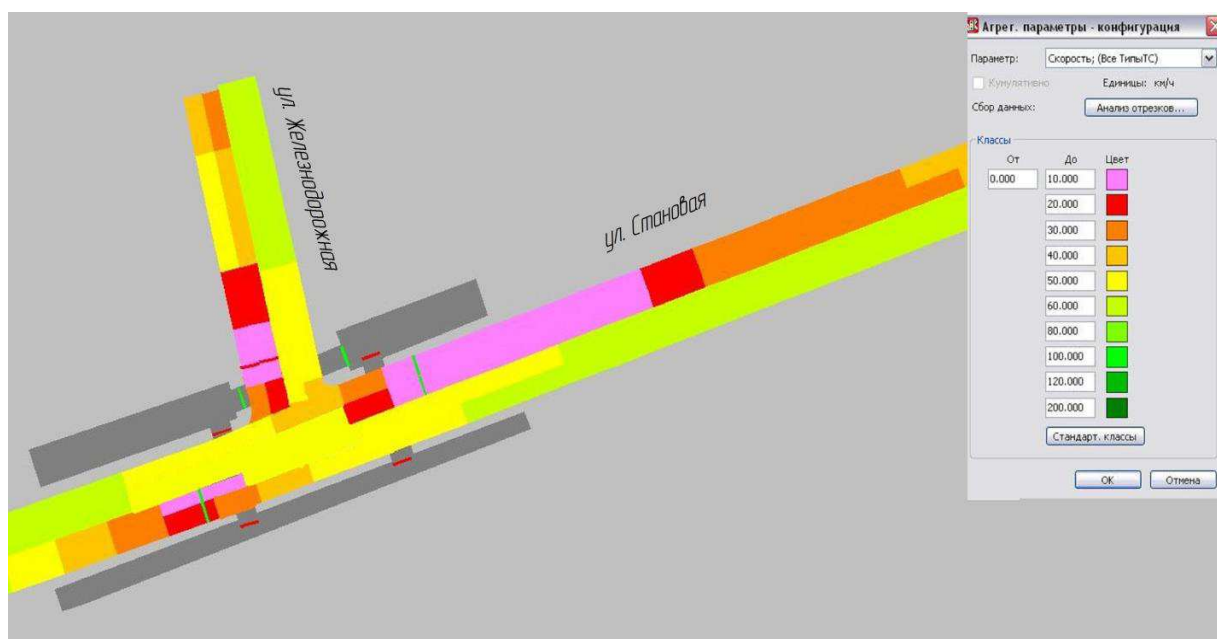 ул. Железнодорожная
ул. Становая
Агрег. параметры - конфигурация
Параметр: Скорость; (Все ТипыТС)
Кумулятивно Единицы: км/ч
Сбор данных: Анализ отрезков...
Классы
От До Цвет
0.000 10.000
20.000
30.000
40.000
50.000
60.000
80.000
100.000
120.000
200.000
Стандарт. классы
OK Отмена